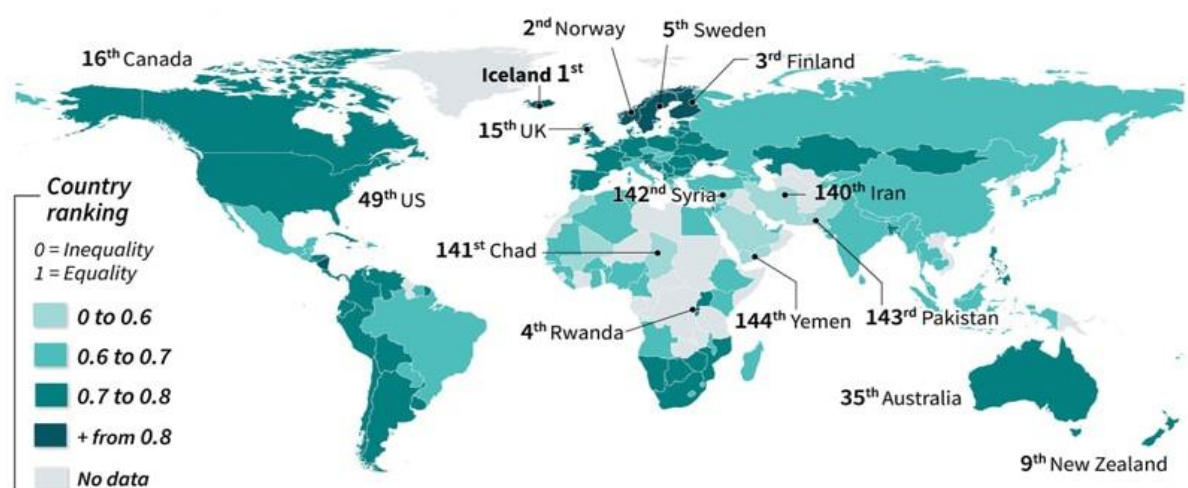 2nd Norway
5th Sweden
16th Canada
3rd Finland
Iceland 1st
15th UK
Country
ranking
49th US
142nd Syria
140th Iran
0 = Inequality
1 = Equality
141st Chad
0 to 0.6
4th Rwanda
144th Yemen
143rd Pakistan
0.6 to 0.7
0.7 to 0.8
35th Australia
+ from 0.8
9th New Zealand
No data